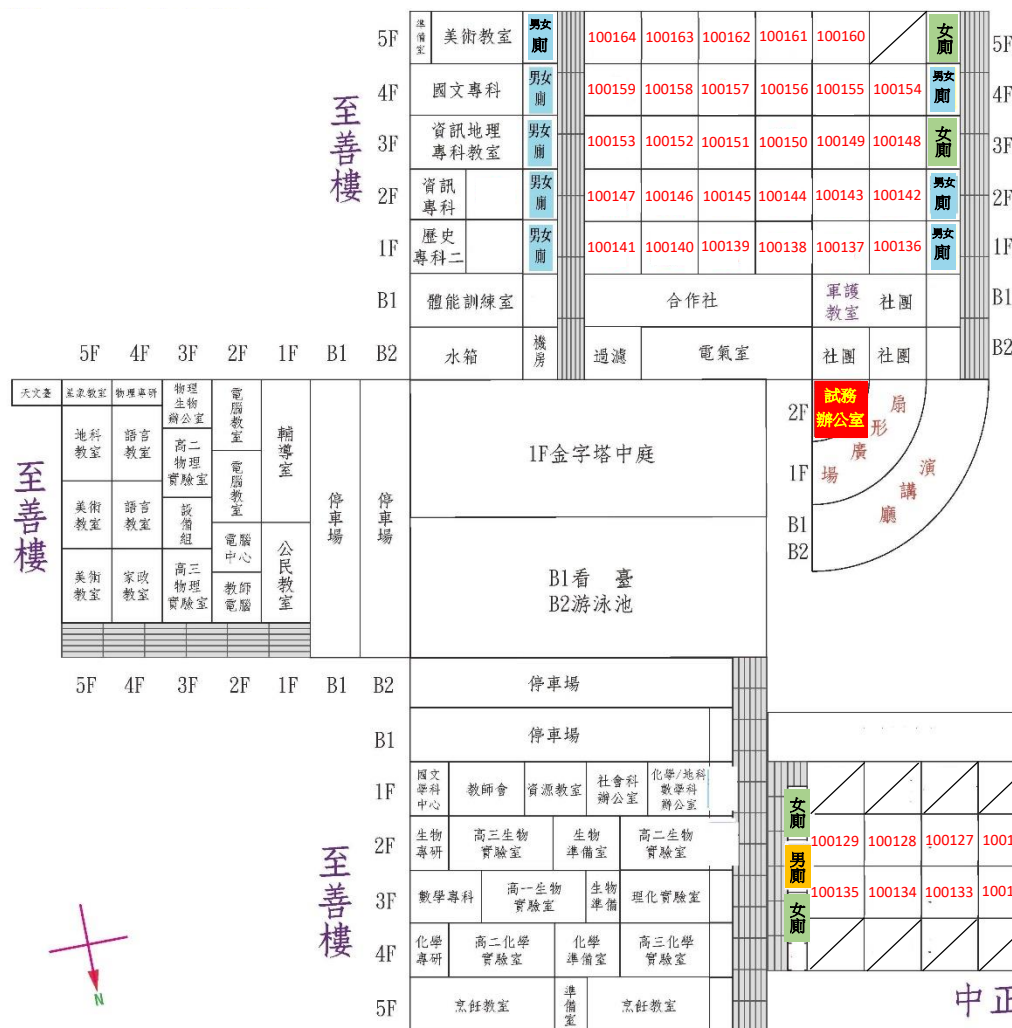 5F
準備室
美術教室
男女廁
100164 100163 100162 100161 100160
女廁
5F
4F
國文專科
男女廁
100159 100158 100157 100156 100155 100154
男女廁
4F
至善樓
3F
資訊地理
專科教室
男女廁
100153 100152 100151 100150 100149 100148
女廁
3F
2F
資訊
專科
男女廁
100147 100146 100145 100144 100143 100142
男女廁
2F
1F
歷史
專科二
男女廁
100141 100140 100139 100138 100137 100136
男女廁
1F
B1
體能訓練室
合作社
軍護
教室
社團
B1
5F 4F 3F 2F 1F B1 B2
水箱
機房
過濾
電氣室
社團
社團
B2
天文臺
星象教室
物理專研
物理
生物
辦公室
電腦教室
輔導室
停車場
停車場
地科
教室
語言
教室
高二
物理
實驗室
電腦教室
至善樓
美術
教室
語言
教室
設備組
電腦
中心
公民教室
美術
教室
家政
教室
高三
物理
實驗室
教師
電腦
1F金字塔中庭
B1看 臺
B2游泳池
2F
試務
辦公室
扇形廣場
1F
演講廳
B1
B2
5F 4F 3F 2F 1F B1 B2
停車場
B1
停車場
1F
國文
學科
中心
教師會
資源教室
社會科
辦公室
化學/地科
數學科
辦公室
2F
生物
專研
高三生物
實驗室
生物
準備室
高二生物
實驗室
至善樓
3F
數學專科
高一生物
實驗室
生物
準備
理化實驗室
4F
化學
專研
高二化學
實驗室
化學
準備室
高三化學
實驗室
5F
烹飪教室
準備室
烹飪教室
女廁
男廁
女廁
100129 100128 100127 1001
100135 100134 100133 1001
中正
N